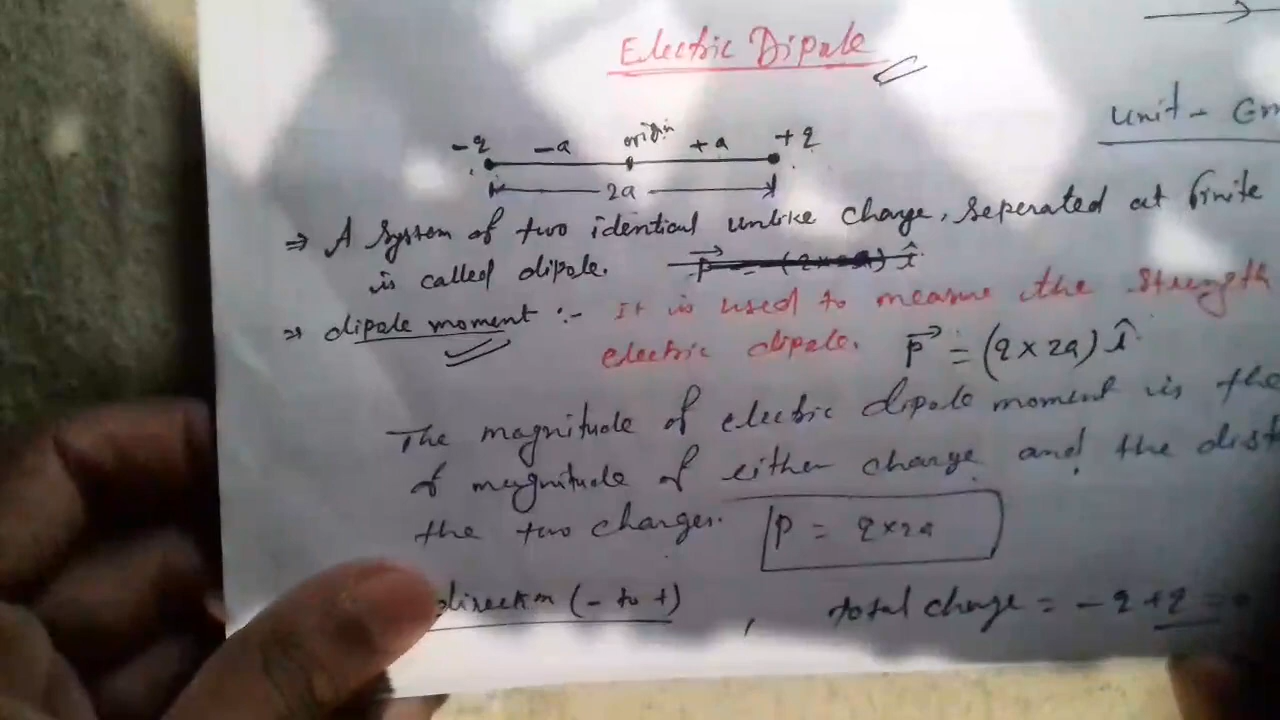 Electric Dipole
Unit - Cm
-q -a origin +a +q
2a
⇒ A system of two identical unlike charge, seperated at finite
is called dipole.
⇒ dipole moment :- It is used to measure the strength
electric dipole. p⃗ = (q × 2a) î
The magnitude of electric dipole moment is the
of magnitude of either charge and the dist
the two charges. p = q×2a
direction (- to +) , total charge = -q+q = 0